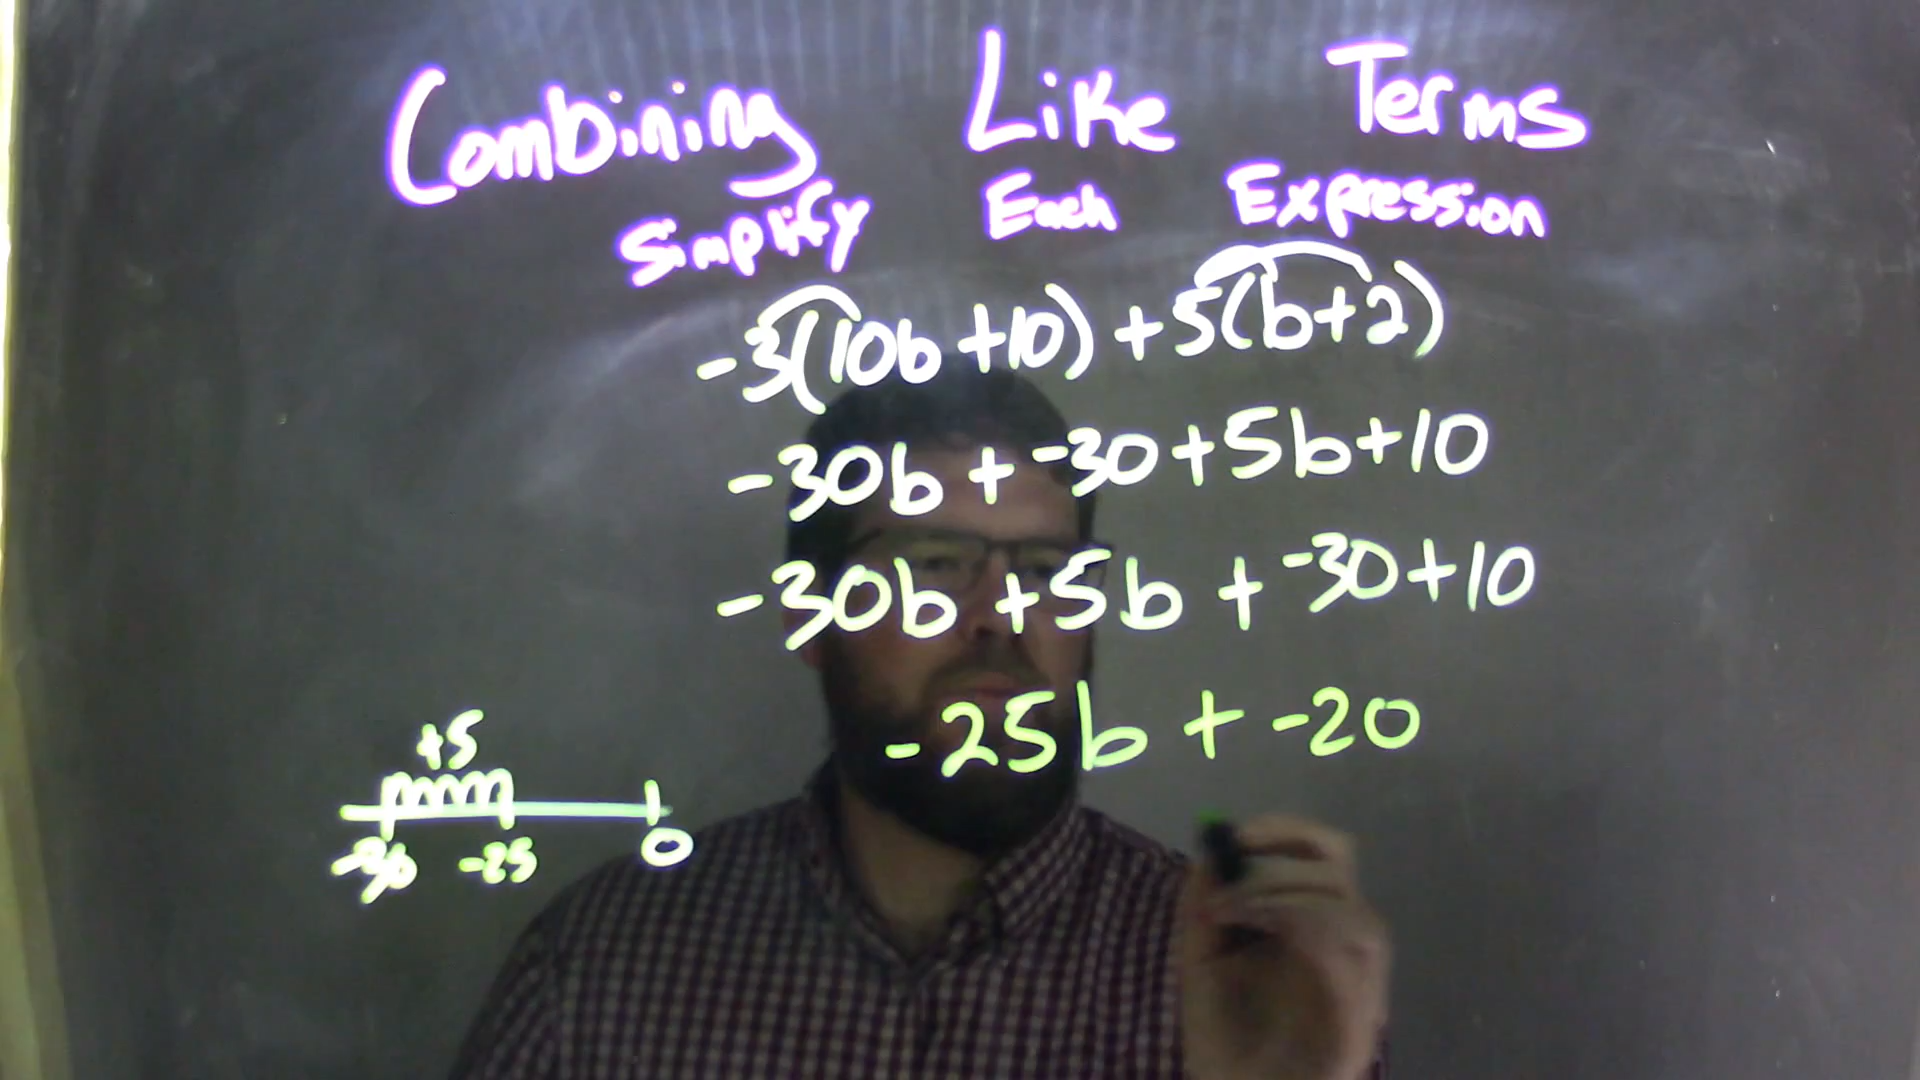 Combining Like Terms
Simplify Each Expression
-3(10b+10)+5(b+2)
-30b+-30+5b+10
-30b+5b+-30+10
-25b+-20
+5
-30 -25 0